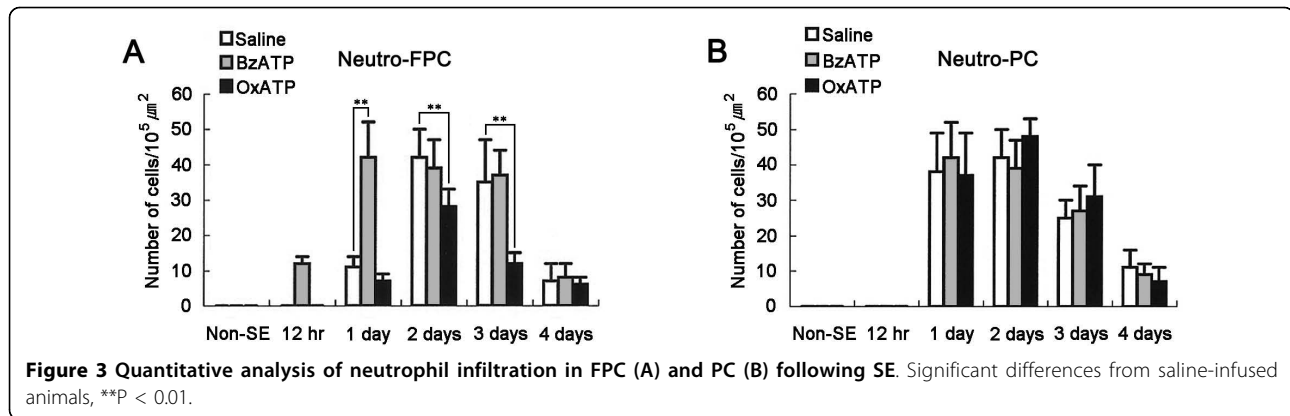 A
Saline
BzATP
OxATP
Neutro-FPC
Number of cells/10⁵ ㎛²
60
50
40
30
20
10
0
**
**
**
Non-SE 12 hr 1 day 2 days 3 days 4 days
B
Saline
BzATP
OxATP
Neutro-PC
Number of cells/10⁵ ㎛²
60
50
40
30
20
10
0
Non-SE 12 hr 1 day 2 days 3 days 4 days
Figure 3 Quantitative analysis of neutrophil infiltration in FPC (A) and PC (B) following SE. Significant differences from saline-infused
animals, **P < 0.01.